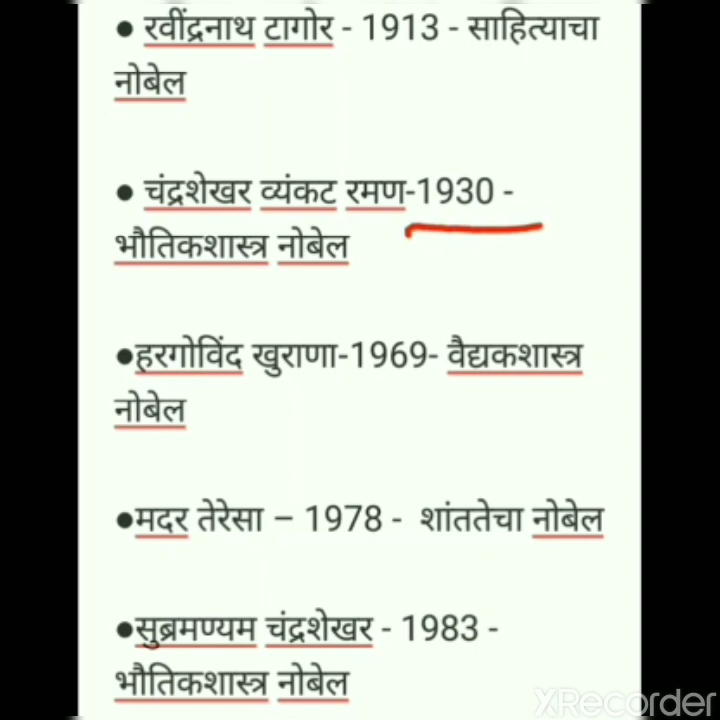 ● रवींद्रनाथ टागोर - 1913 - साहित्याचा
नोबेल
● चंद्रशेखर व्यंकट रमण-1930 -
भौतिकशास्त्र नोबेल
●हरगोविंद खुराणा-1969- वैद्यकशास्त्र
नोबेल
●मदर तेरेसा – 1978 - शांततेचा नोबेल
●सुब्रमण्यम चंद्रशेखर - 1983 -
भौतिकशास्त्र नोबेल
XRecorder